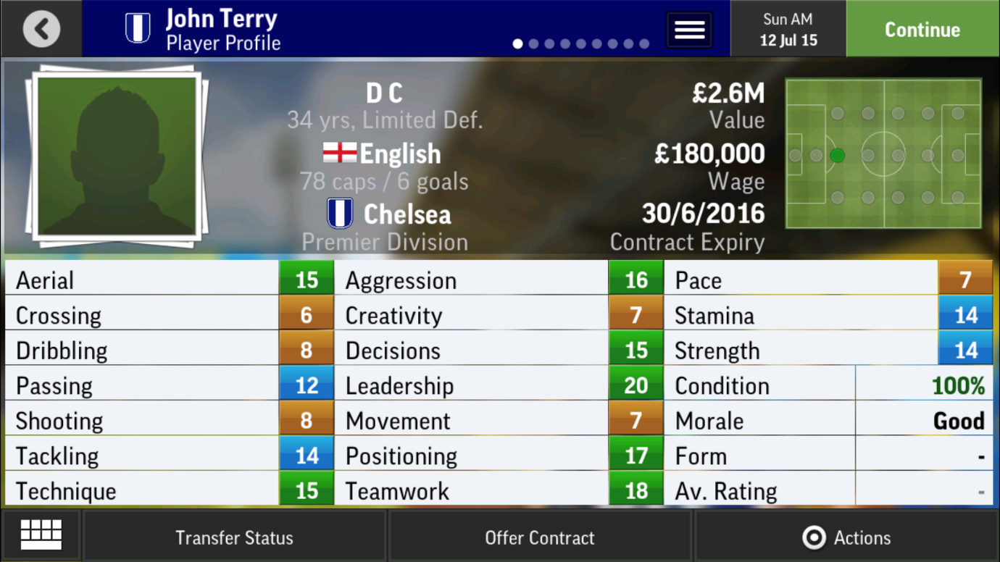 John Terry
Player Profile
Sun AM
12 Jul 15
Continue
D C
34 yrs, Limited Def.
English
78 caps / 6 goals
Chelsea
Premier Division
£2.6M
Value
£180,000
Wage
30/6/2016
Contract Expiry
Aerial 15 Aggression 16 Pace 7
Crossing 6 Creativity 7 Stamina 14
Dribbling 8 Decisions 15 Strength 14
Passing 12 Leadership 20 Condition 100%
Shooting 8 Movement 7 Morale Good
Tackling 14 Positioning 17 Form -
Technique 15 Teamwork 18 Av. Rating -
Transfer Status Offer Contract Actions